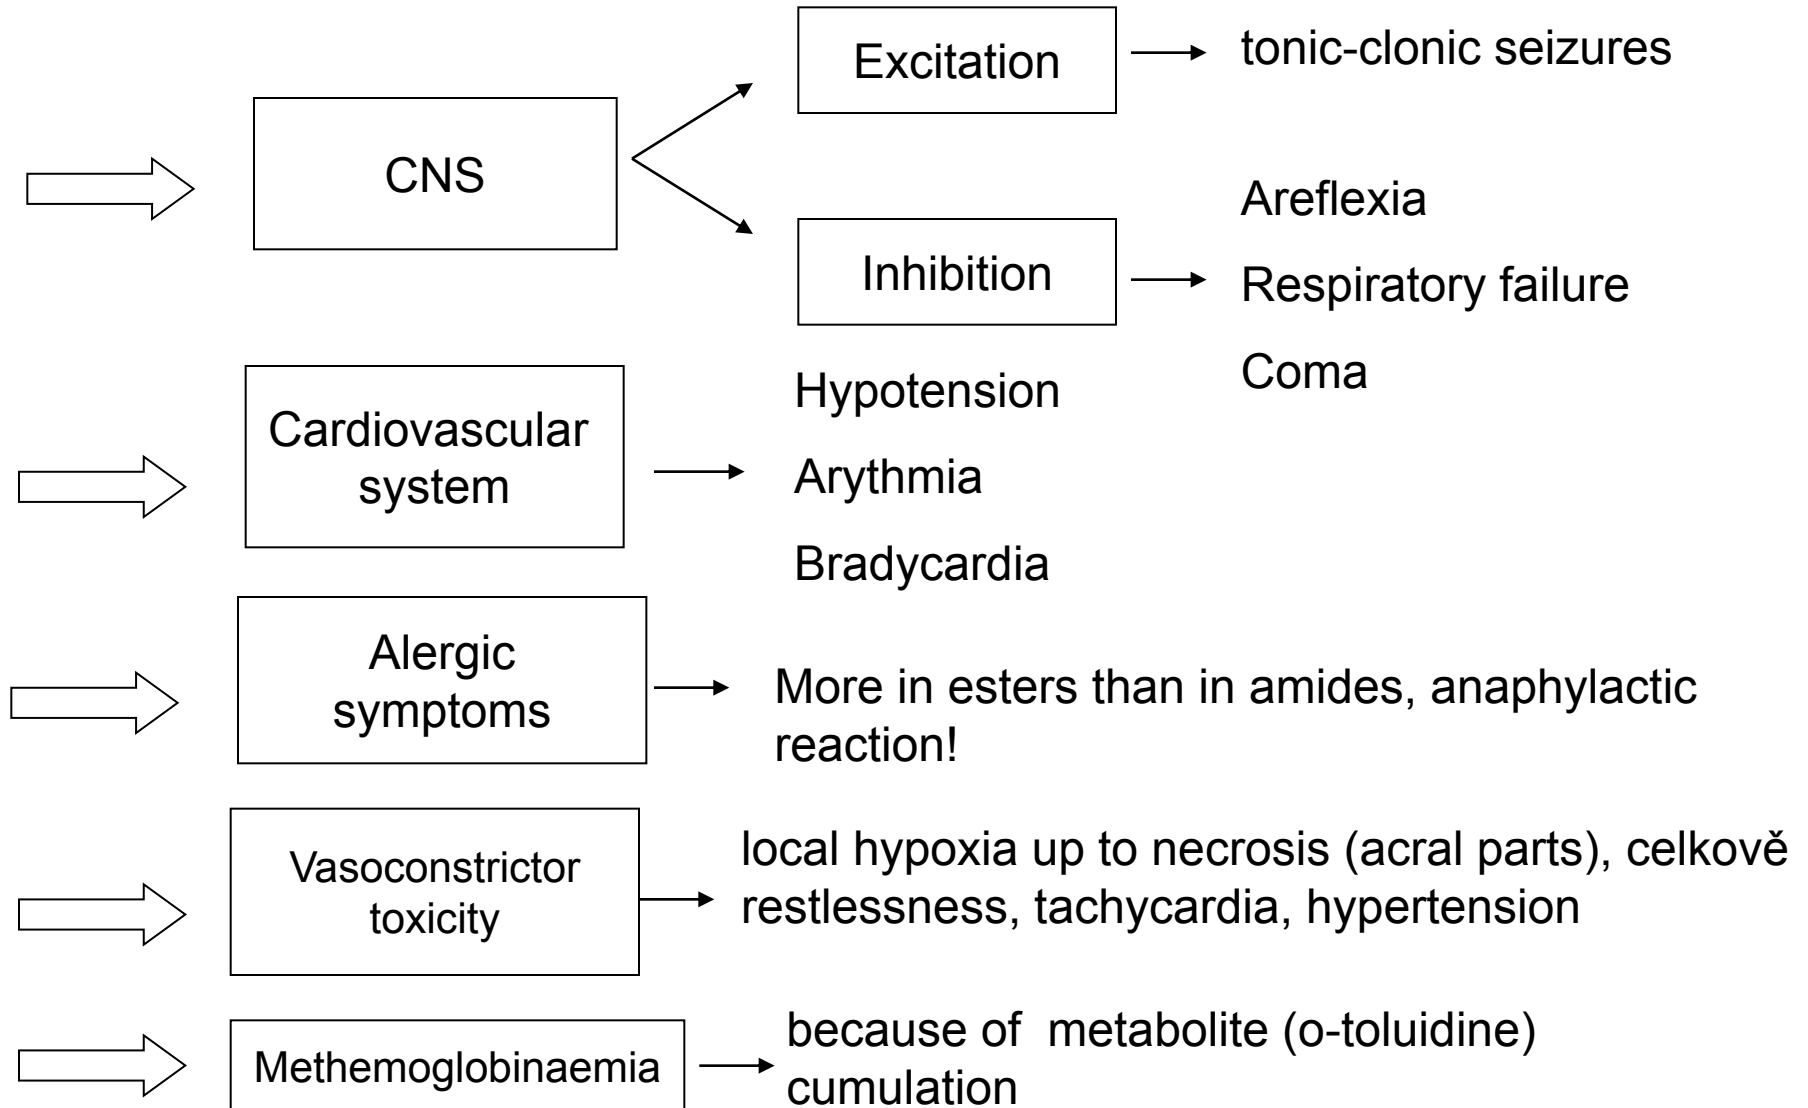 Excitation
tonic-clonic seizures
CNS
Inhibition
Areflexia
Respiratory failure
Coma
Cardiovascular
system
Hypotension
Arythmia
Bradycardia
Alergic
symptoms
More in esters than in amides, anaphylactic
reaction!
Vasoconstrictor
toxicity
local hypoxia up to necrosis (acral parts), celkově
restlessness, tachycardia, hypertension
Methemoglobinaemia
because of metabolite (o-toluidine)
cumulation